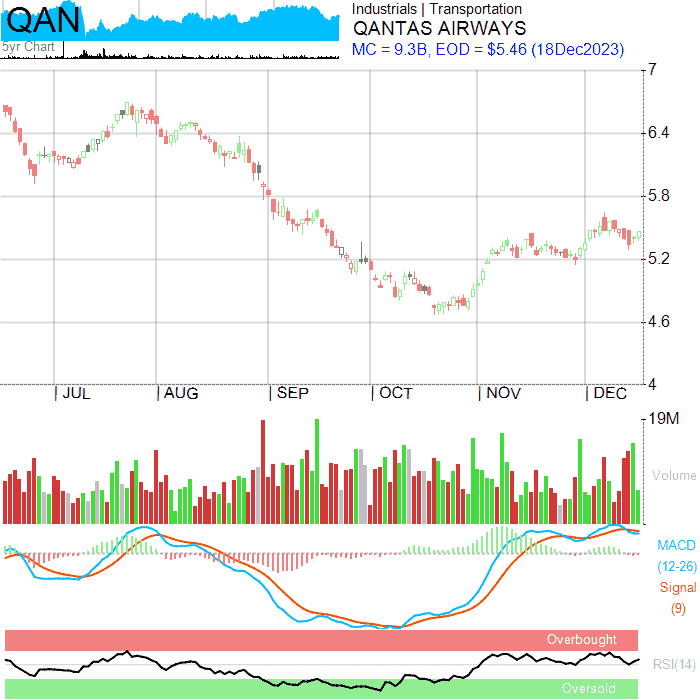 QAN
5yr Chart
Industrials | Transportation
QANTAS AIRWAYS
MC = 9.3B, EOD = $5.46 (18Dec2023)
7
6.4
5.8
5.2
4.6
4
| JUL | AUG | SEP | OCT | NOV | DEC
19M
Volume
MACD
(12-26)
Signal
(9)
Overbought
RSI(14)
Oversold